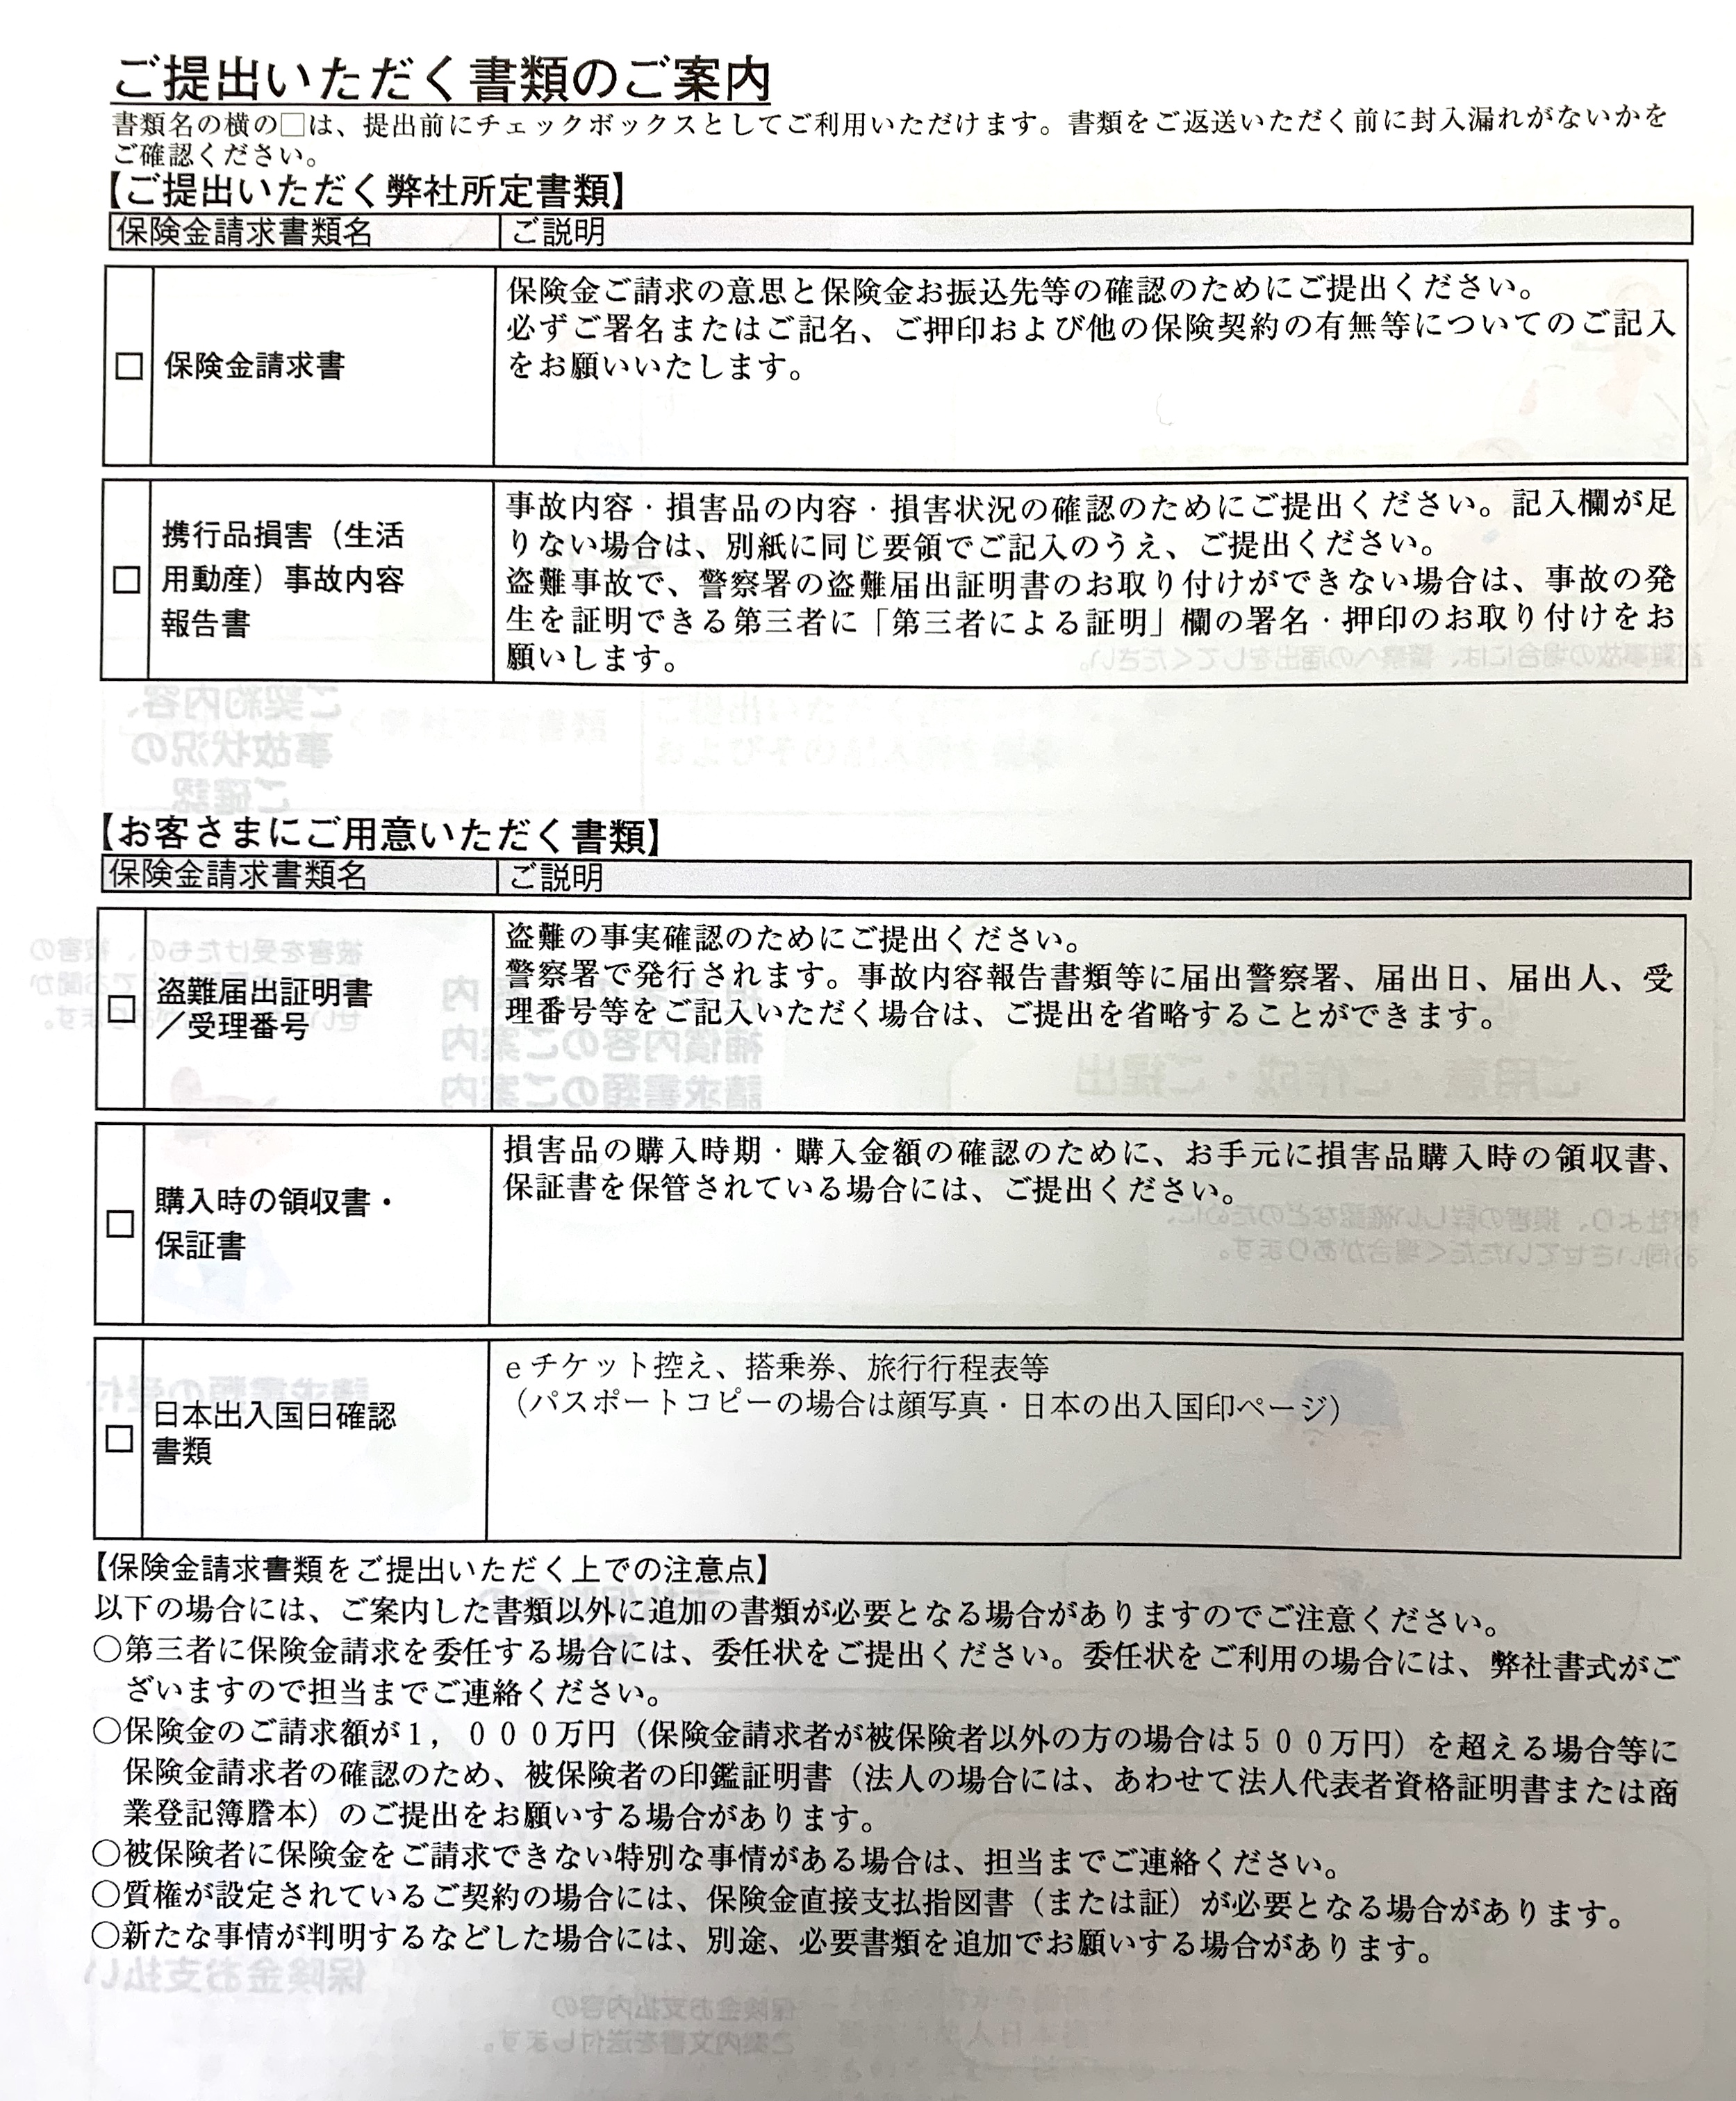 ご提出いただく書類のご案内
書類名の横の□は、提出前にチェックボックスとしてご利用いただけます。書類をご返送いただく前に封入漏れがないかを
ご確認ください。
【ご提出いただく弊社所定書類】
保険金請求書類名 ご説明
□ 保険金請求書
保険金ご請求の意思と保険金お振込先等の確認のためにご提出ください。
必ずご署名またはご記名、ご押印および他の保険契約の有無等についてのご記入
をお願いいたします。
□ 携行品損害（生活
用動産）事故内容
報告書
事故内容・損害品の内容・損害状況の確認のためにご提出ください。記入欄が足
りない場合は、別紙に同じ要領でご記入のうえ、ご提出ください。
盗難事故で、警察署の盗難届出証明書のお取り付けができない場合は、事故の発
生を証明できる第三者に「第三者による証明」欄の署名・押印のお取り付けをお
願いします。
【お客さまにご用意いただく書類】
保険金請求書類名 ご説明
□ 盗難届出証明書
／受理番号
盗難の事実確認のためにご提出ください。
警察署で発行されます。事故内容報告書類等に届出警察署、届出日、届出人、受
理番号等をご記入いただく場合は、ご提出を省略することができます。
□ 購入時の領収書・
保証書
損害品の購入時期・購入金額の確認のために、お手元に損害品購入時の領収書、
保証書を保管されている場合には、ご提出ください。
□ 日本出入国日確認
書類
eチケット控え、搭乗券、旅行行程表等
（パスポートコピーの場合は顔写真・日本の出入国印ページ）
【保険金請求書類をご提出いただく上での注意点】
以下の場合には、ご案内した書類以外に追加の書類が必要となる場合がありますのでご注意ください。
○第三者に保険金請求を委任する場合には、委任状をご提出ください。委任状をご利用の場合には、弊社書式がご
ざいますので担当までご連絡ください。
○保険金のご請求額が１，０００万円（保険金請求者が被保険者以外の方の場合は５００万円）を超える場合等に
保険金請求者の確認のため、被保険者の印鑑証明書（法人の場合には、あわせて法人代表者資格証明書または商
業登記簿謄本）のご提出をお願いする場合があります。
○被保険者に保険金をご請求できない特別な事情がある場合は、担当までご連絡ください。
○質権が設定されているご契約の場合には、保険金直接支払指図書（または証）が必要となる場合があります。
○新たな事情が判明するなどした場合には、別途、必要書類を追加でお願いする場合があります。